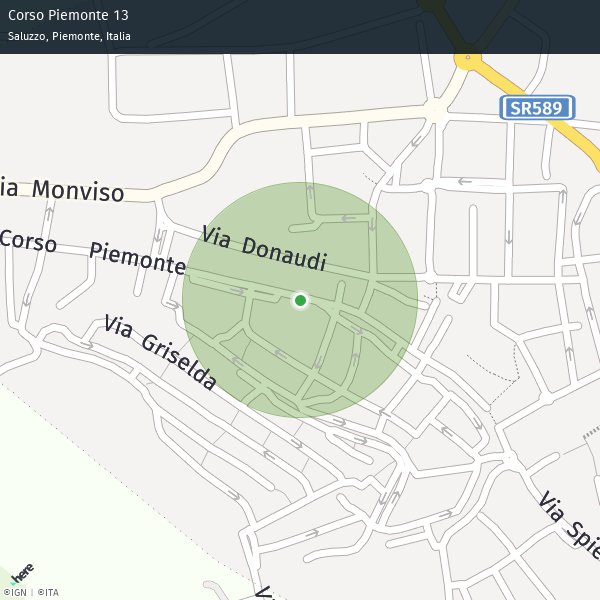 Corso Piemonte 13
Saluzzo, Piemonte, Italia
SR589
ia Monviso
Via Donaudi
Corso Piemonte
Via Griselda
Via Spie
V
here
©IGN | ©ITA